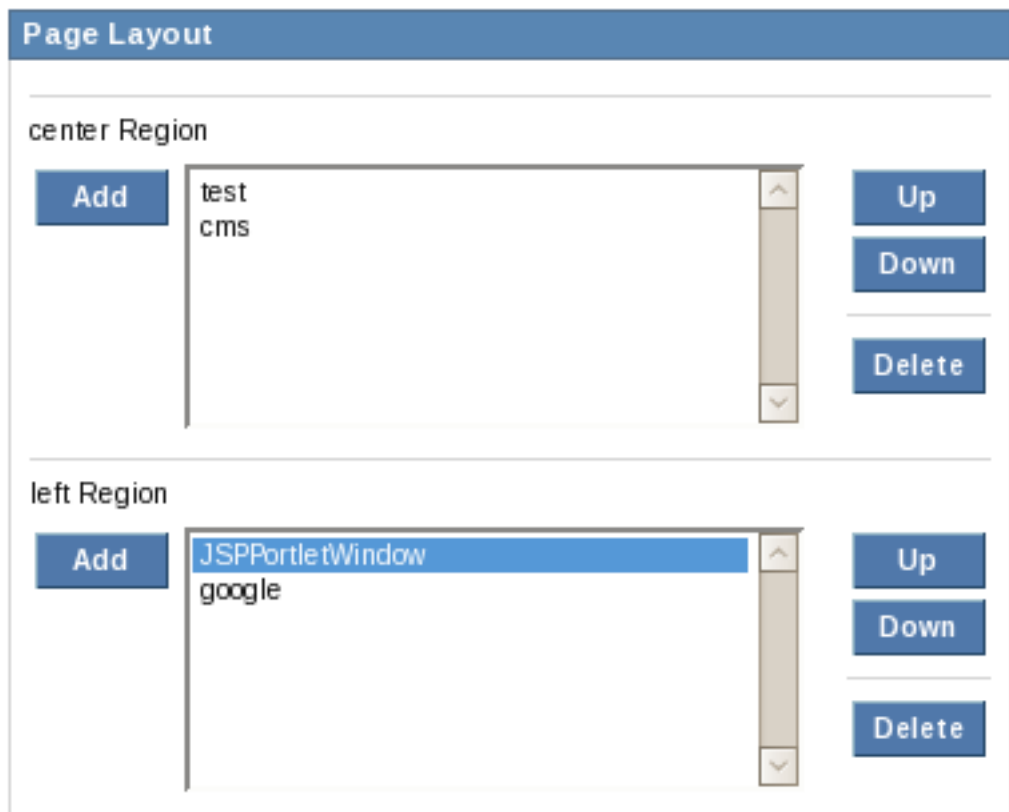 Page Layout
center Region
Add
test
cms
Up
Down
Delete
left Region
Add
JSPPortletWindow
google
Up
Down
Delete